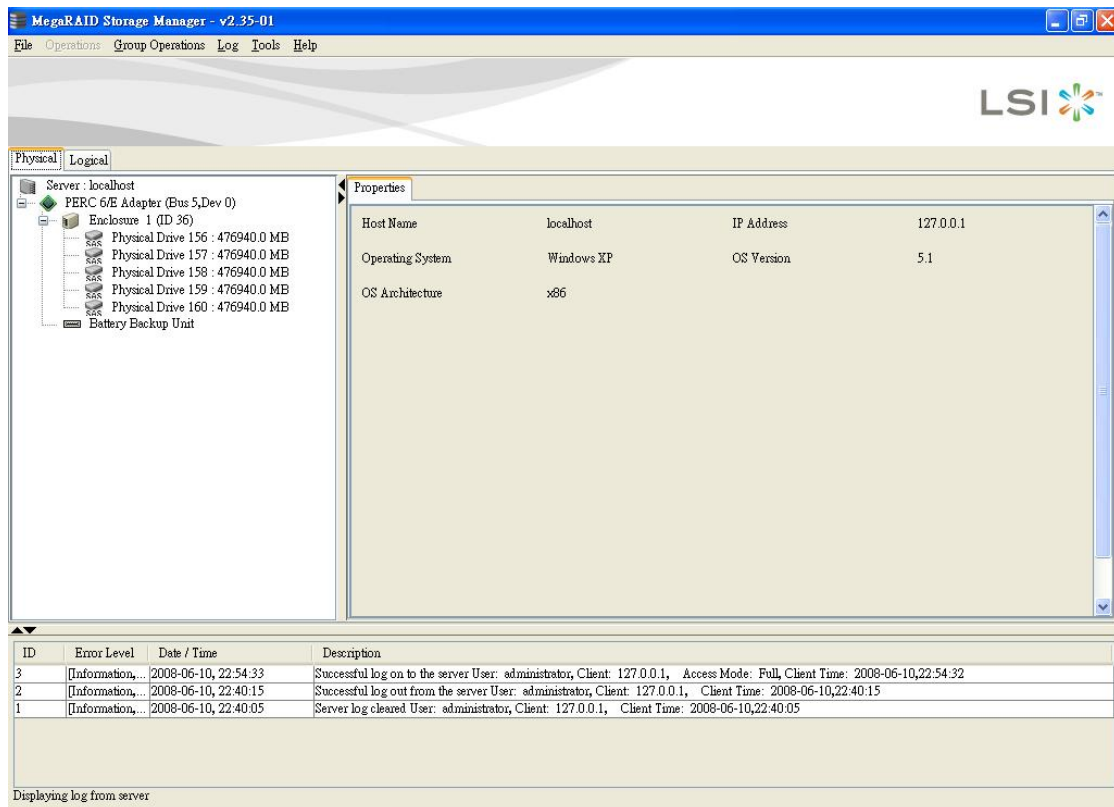 MegaRAID Storage Manager - v2.35-01
File Operations Group Operations Log Tools Help
LSI™
Physical Logical
Server : localhost
PERC 6/E Adapter (Bus 5,Dev 0)
Enclosure 1 (ID 36)
SAS Physical Drive 156 : 476940.0 MB
SAS Physical Drive 157 : 476940.0 MB
SAS Physical Drive 158 : 476940.0 MB
SAS Physical Drive 159 : 476940.0 MB
SAS Physical Drive 160 : 476940.0 MB
Battery Backup Unit
Properties
Host Name localhost IP Address 127.0.0.1
Operating System Windows XP OS Version 5.1
OS Architecture x86
ID Error Level Date / Time Description
3 [Information,... 2008-06-10, 22:54:33 Successful log on to the server User: administrator, Client: 127.0.0.1, Access Mode: Full, Client Time: 2008-06-10,22:54:32
2 [Information,... 2008-06-10, 22:40:15 Successful log out from the server User: administrator, Client: 127.0.0.1, Client Time: 2008-06-10,22:40:15
1 [Information,... 2008-06-10, 22:40:05 Server log cleared User: administrator, Client: 127.0.0.1, Client Time: 2008-06-10,22:40:05
Displaying log from server